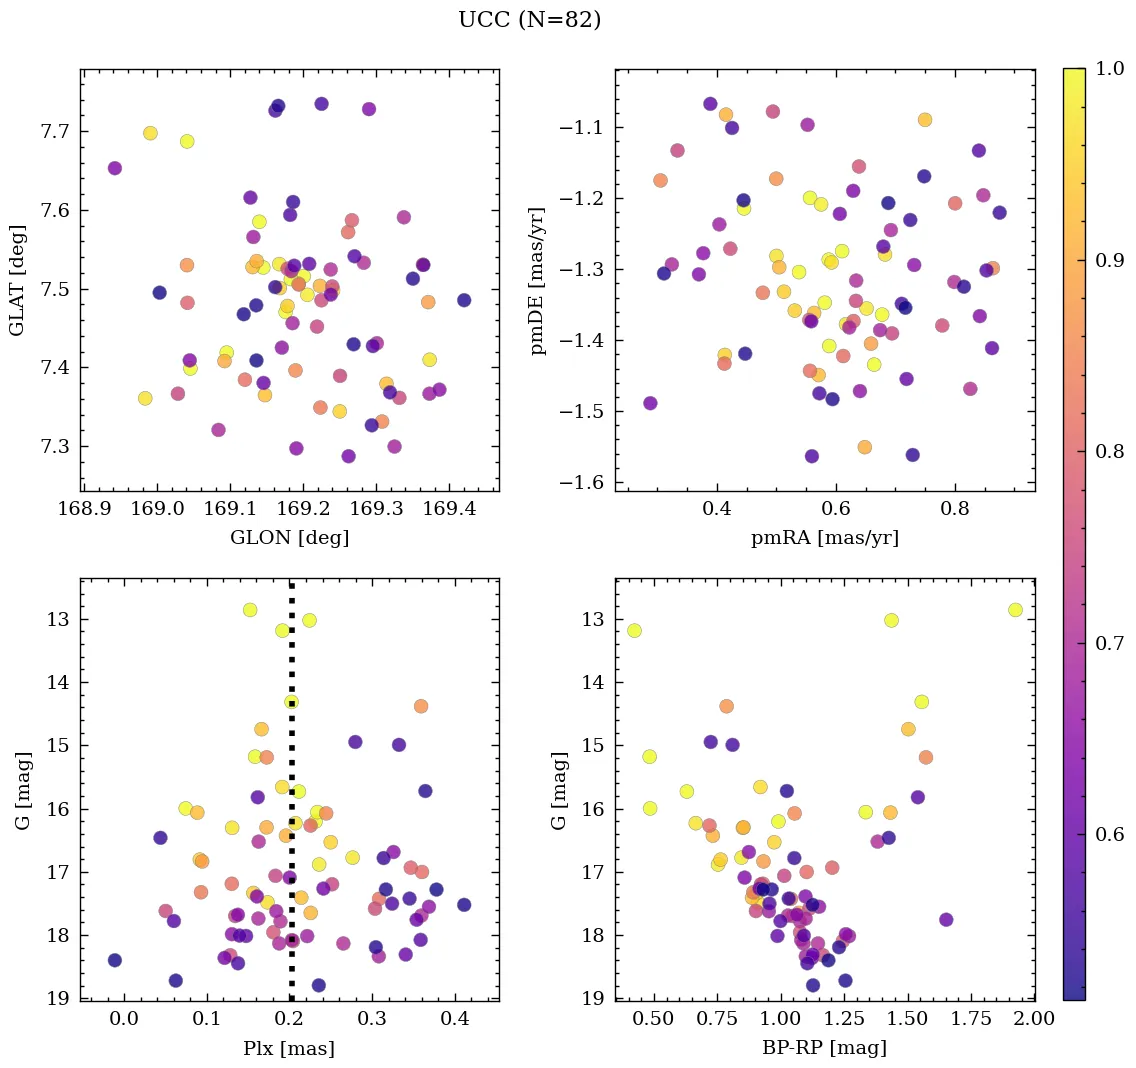 UCC (N=82)
7.7
7.6
7.5
7.4
7.3
GLAT [deg]
168.9 169.0 169.1 169.2 169.3 169.4
GLON [deg]
−1.1
−1.2
−1.3
−1.4
−1.5
−1.6
pmDE [mas/yr]
0.4 0.6 0.8
pmRA [mas/yr]
1.0
0.9
0.8
0.7
0.6
13
14
15
16
17
18
19
G [mag]
0.0 0.1 0.2 0.3 0.4
Plx [mas]
13
14
15
16
17
18
19
G [mag]
0.50 0.75 1.00 1.25 1.50 1.75 2.00
BP-RP [mag]